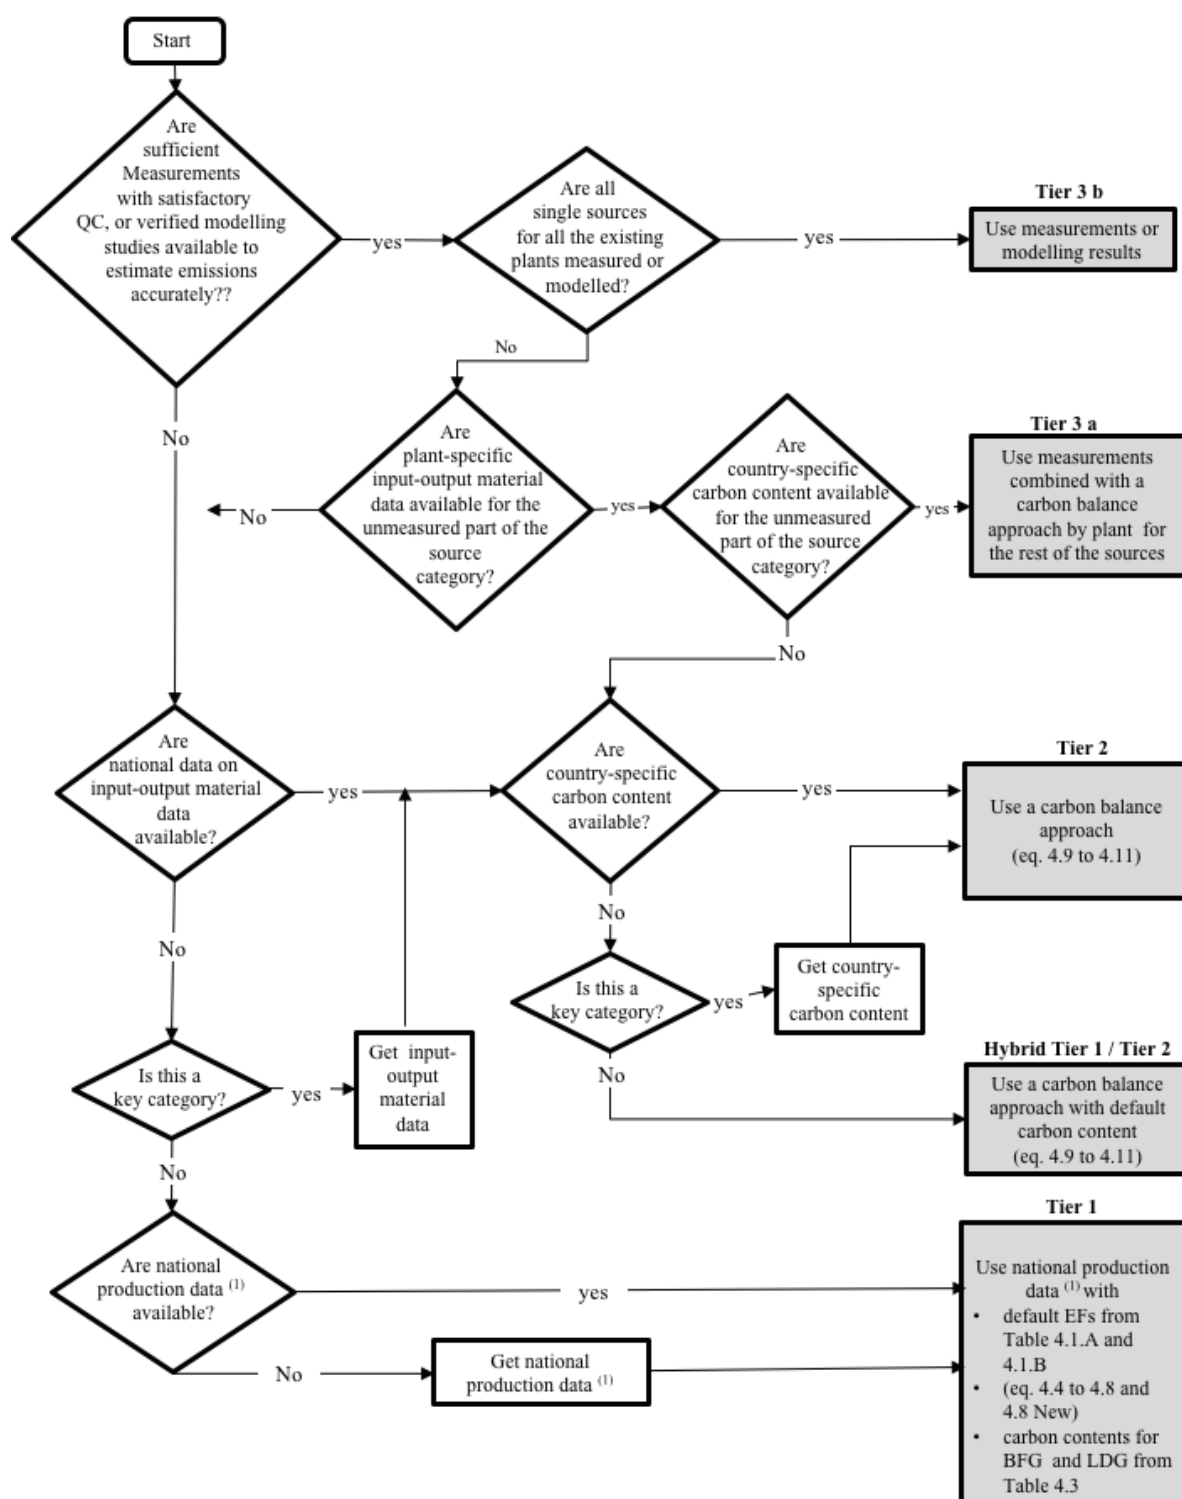 Start
Are
sufficient
Measurements
with satisfactory
QC, or verified modelling
studies available to
estimate emissions
accurately??
yes
Are all
single sources
for all the existing
plants measured or
modelled?
yes
Tier 3 b
Use measurements or
modelling results
No
No
Are
plant-specific
input-output material
data available for the
unmeasured part of the
source
category?
No
yes
Are
country-specific
carbon content available
for the unmeasured
part of the source
category?
yes
Tier 3 a
Use measurements
combined with a
carbon balance
approach by plant for
the rest of the sources
No
Are
national data on
input-output material
data
available?
yes
Are
country-specific
carbon content
available?
yes
Tier 2
Use a carbon balance
approach
(eq. 4.9 to 4.11)
No
No
Is this a
key category?
yes
Get country-
specific
carbon content
Is this a
key category?
yes
Get input-
output
material
data
No
Hybrid Tier 1 / Tier 2
Use a carbon balance
approach with default
carbon content
(eq. 4.9 to 4.11)
No
Are national
production data (1)
available?
yes
Tier 1
Use national production
data (1) with
• default EFs from
Table 4.1.A and
4.1.B
• (eq. 4.4 to 4.8 and
4.8 New)
• carbon contents for
BFG and LDG from
Table 4.3
No
Get national
production data (1)